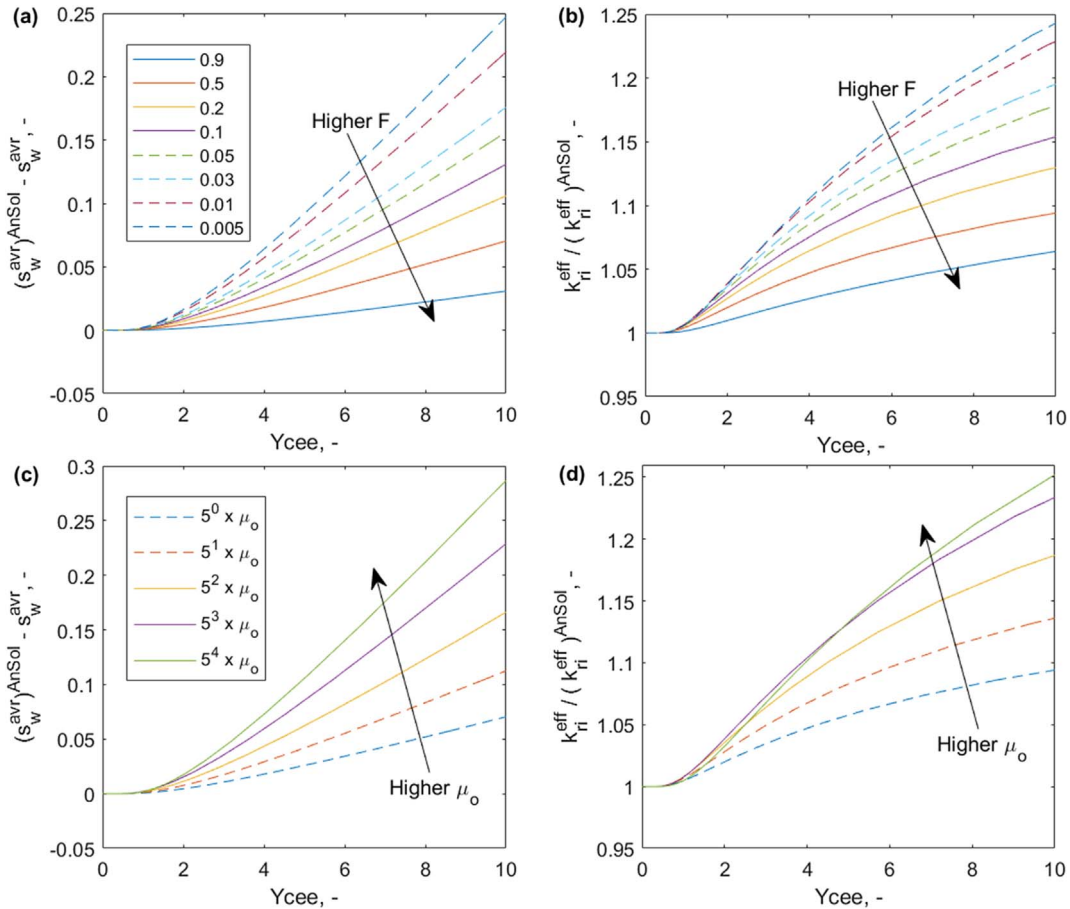 (a)
(s_w^avr)^AnSol - s_w^avr, -
0.25
0.2
0.15
0.1
0.05
0
-0.05
0.9
0.5
0.2
0.1
0.05
0.03
0.01
0.005
Higher F
0 2 4 6 8 10
Ycee, -
(b)
k_ri^eff / ( k_ri^eff )^AnSol, -
1.25
1.2
1.15
1.1
1.05
1
0.95
Higher F
0 2 4 6 8 10
Ycee, -
(c)
(s_w^avr)^AnSol - s_w^avr, -
0.3
0.25
0.2
0.15
0.1
0.05
0
-0.05
5^0 x μ_o
5^1 x μ_o
5^2 x μ_o
5^3 x μ_o
5^4 x μ_o
Higher μ_o
0 2 4 6 8 10
Ycee, -
(d)
k_ri^eff / ( k_ri^eff )^AnSol, -
1.25
1.2
1.15
1.1
1.05
1
0.95
Higher μ_o
0 2 4 6 8 10
Ycee, -